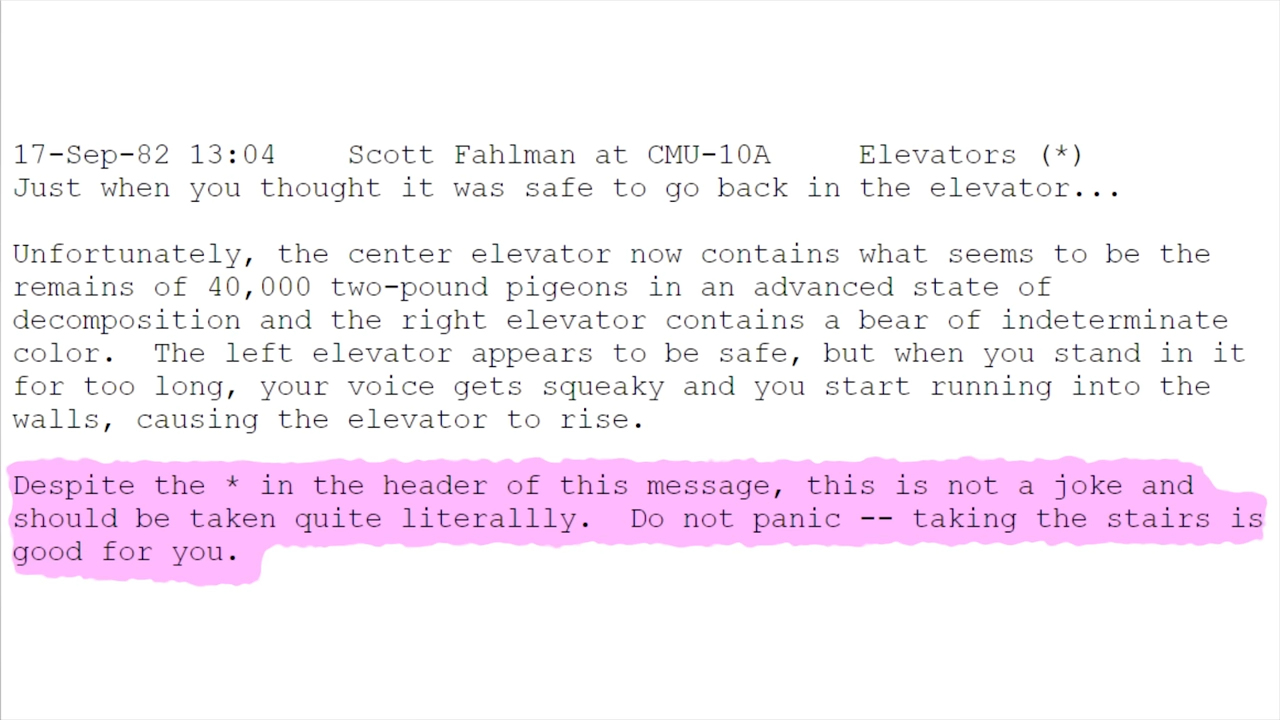 17-Sep-82 13:04    Scott Fahlman at CMU-10A     Elevators (*)
Just when you thought it was safe to go back in the elevator...
Unfortunately, the center elevator now contains what seems to be the
remains of 40,000 two-pound pigeons in an advanced state of
decomposition and the right elevator contains a bear of indeterminate
color.  The left elevator appears to be safe, but when you stand in it
for too long, your voice gets squeaky and you start running into the
walls, causing the elevator to rise.
Despite the * in the header of this message, this is not a joke and
should be taken quite literallly.  Do not panic -- taking the stairs is
good for you.